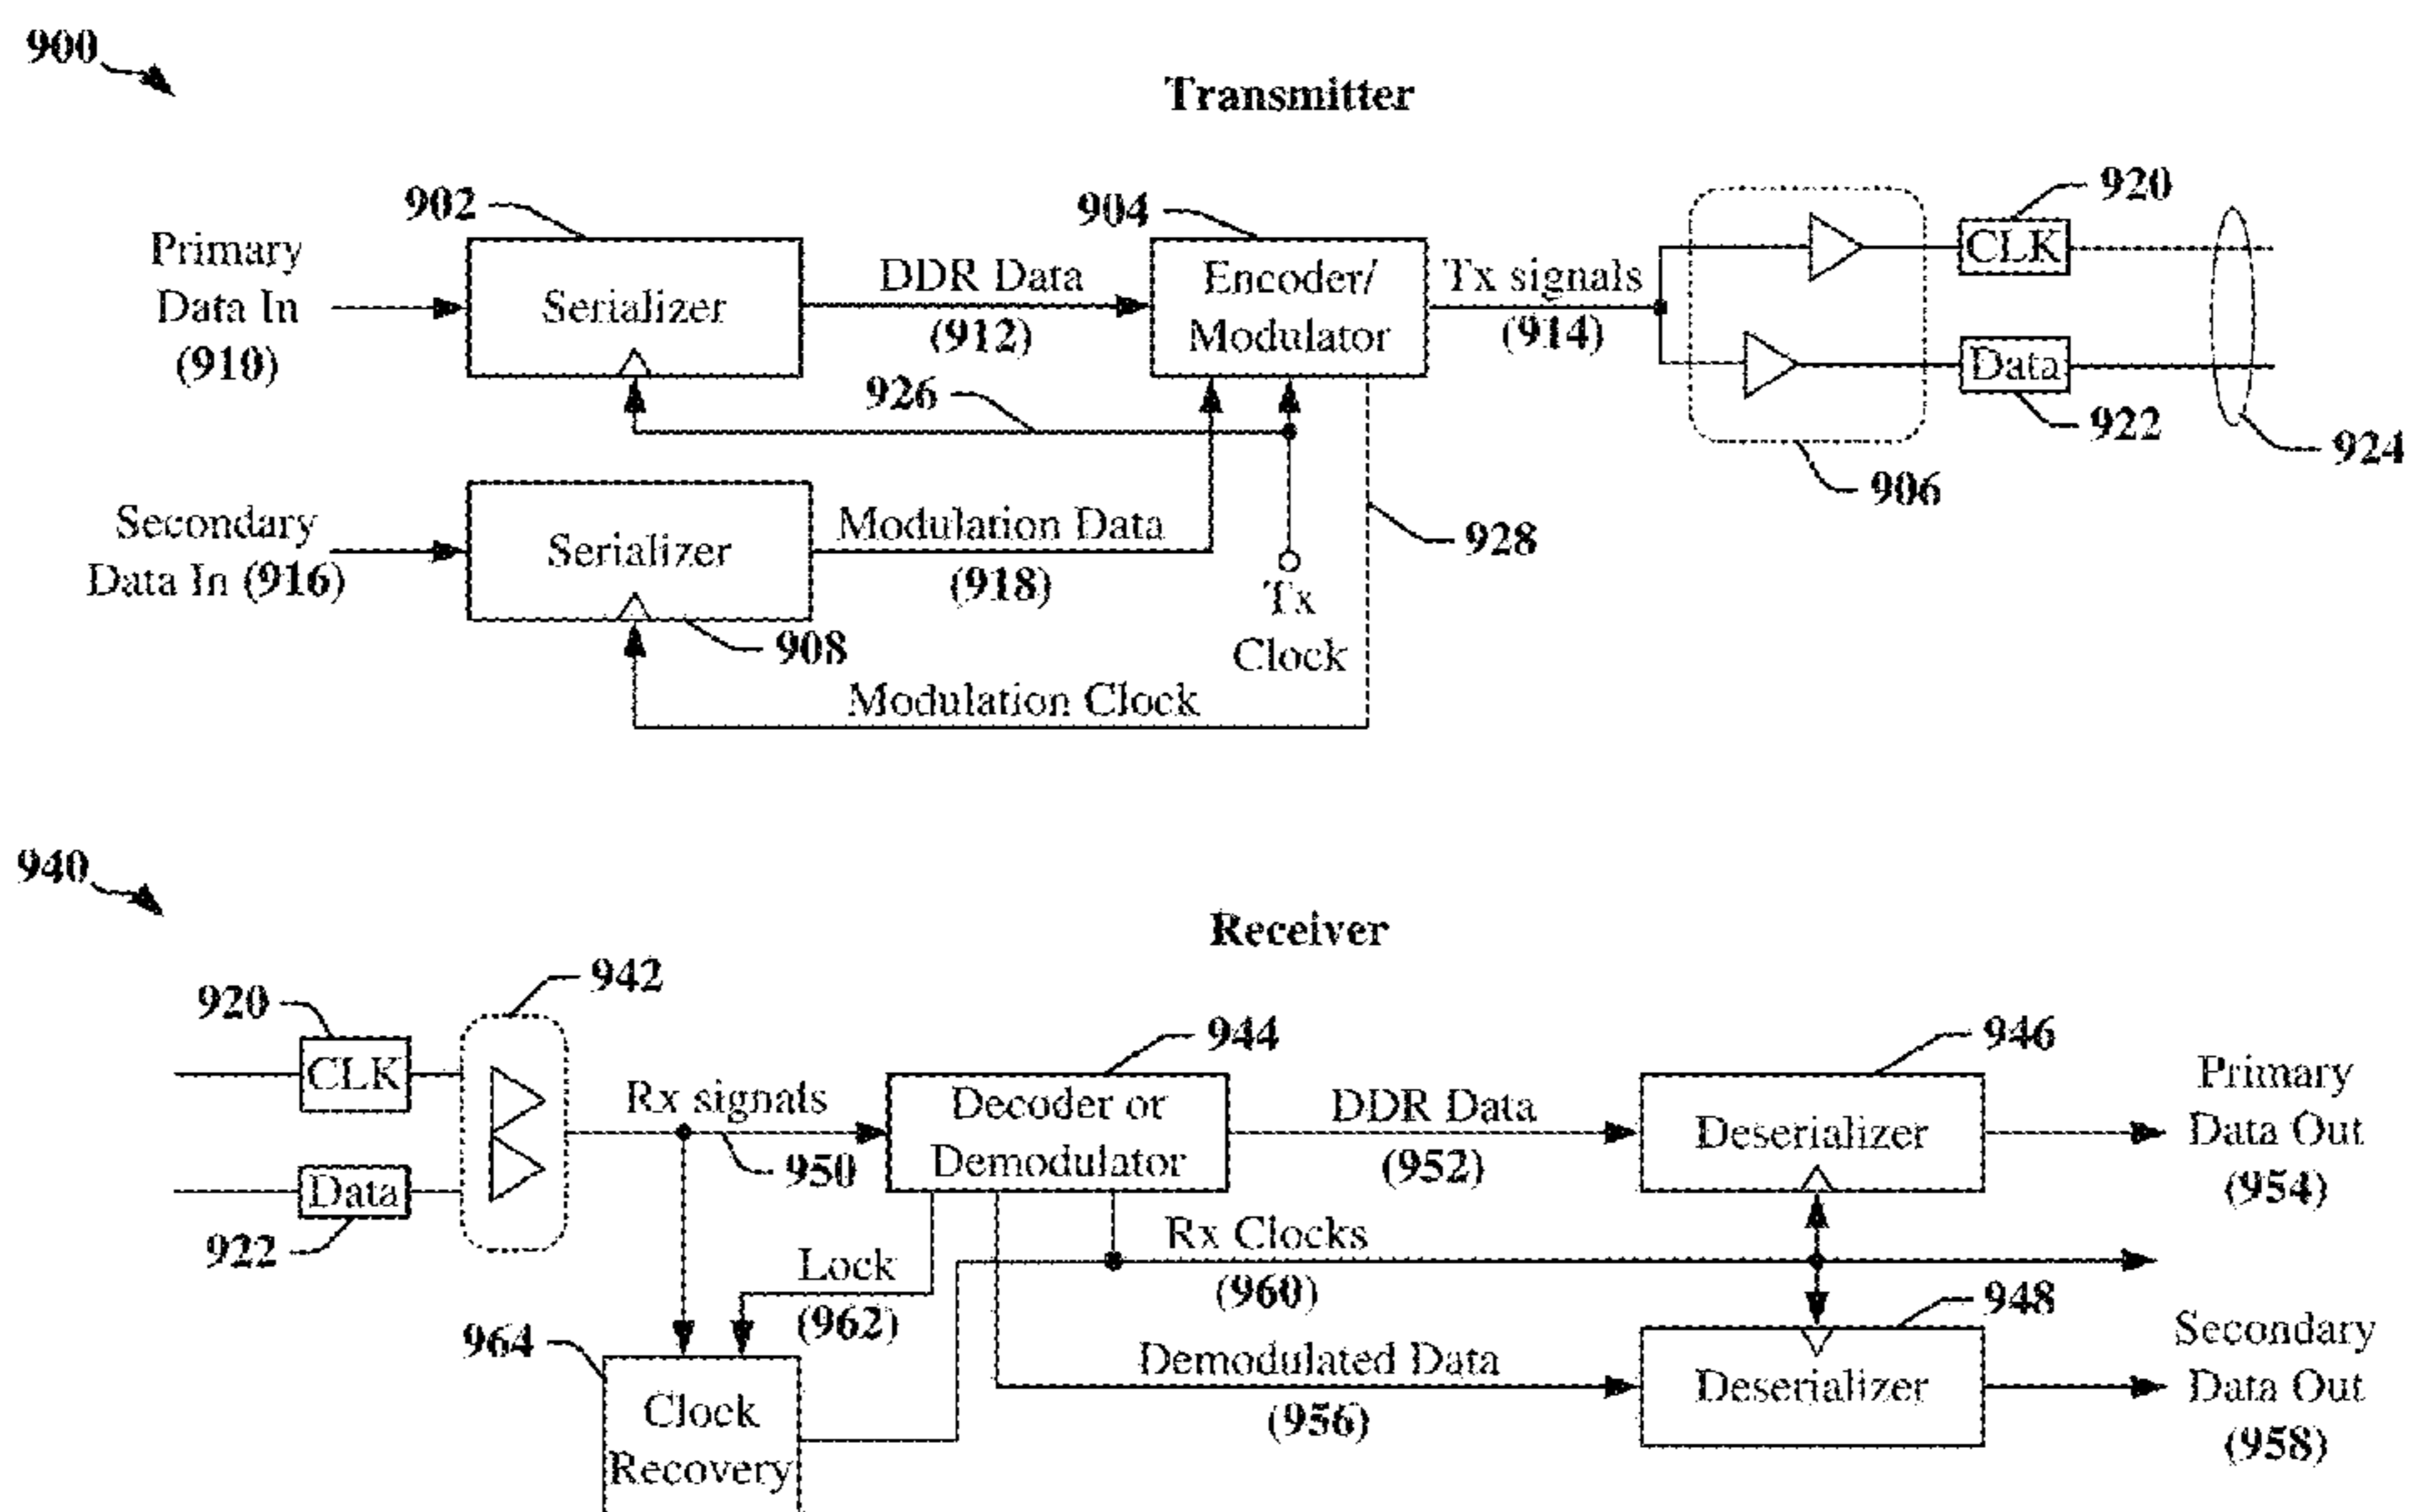 900
Transmitter
902
904
920
Primary
Data In
(910)
Serializer
DDR Data
(912)
Encoder/
Modulator
Tx signals
(914)
CLK
Data
926
922
924
906
Secondary
Data In (916)
Serializer
Modulation Data
(918)
928
Tx
Clock
908
Modulation Clock
940
Receiver
942
920
944
946
CLK
Data
922
Rx signals
950
Decoder or
Demodulator
DDR Data
(952)
Deserializer
Primary
Data Out
(954)
Lock
(962)
Rx Clocks
(960)
948
964
Clock
Recovery
Demodulated Data
(956)
Deserializer
Secondary
Data Out
(958)